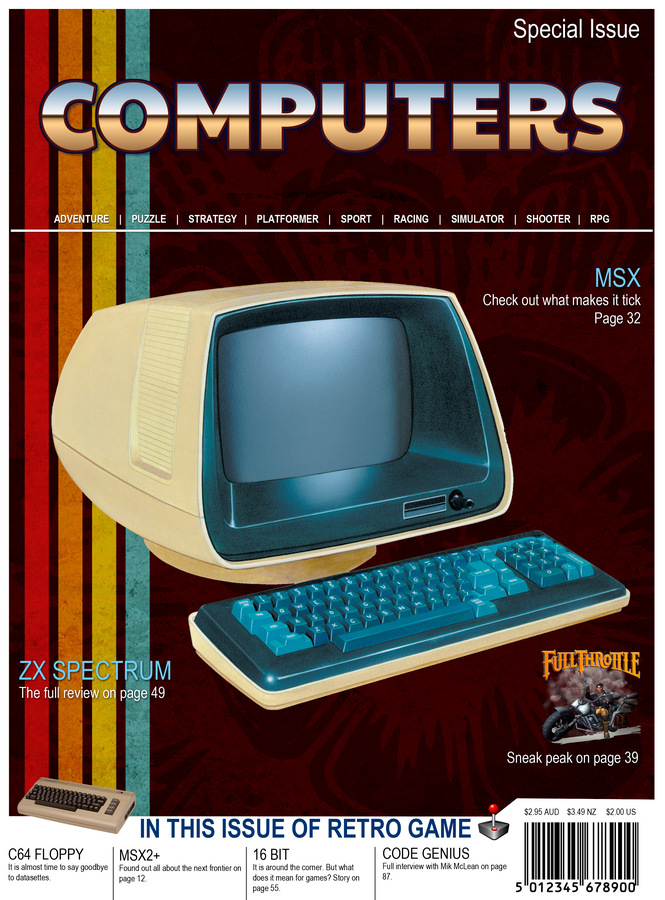 Special Issue
COMPUTERS
ADVENTURE | PUZZLE | STRATEGY | PLATFORMER | SPORT | RACING | SIMULATOR | SHOOTER | RPG
MSX
Check out what makes it tick
Page 32
ZX SPECTRUM
The full review on page 49
FULL THROTTLE
Sneak peak on page 39
IN THIS ISSUE OF RETRO GAME
$2.95 AUD $3.49 NZ $2.00 US
C64 FLOPPY
It is almost time to say goodbye
to datasettes.
MSX2+
Found out all about the next frontier on
page 12.
16 BIT
It is around the corner. But what
does it mean for games? Story on
page 55.
CODE GENIUS
Full interview with Mik McLean on page
87.
5 012345 678900